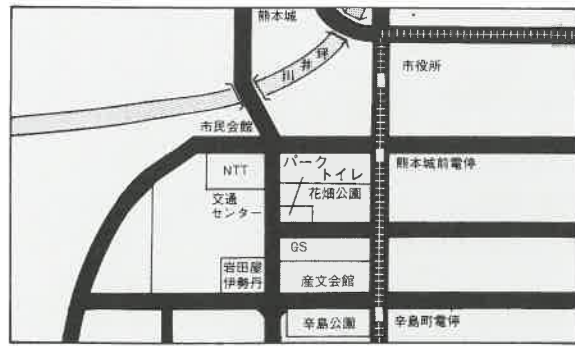 熊本城
坪井川
市役所
市民会館
NTT
パーク
トイレ
熊本城前電停
花畑公園
交通
センター
GS
岩田屋
伊勢丹
産文会館
辛島公園
辛島町電停